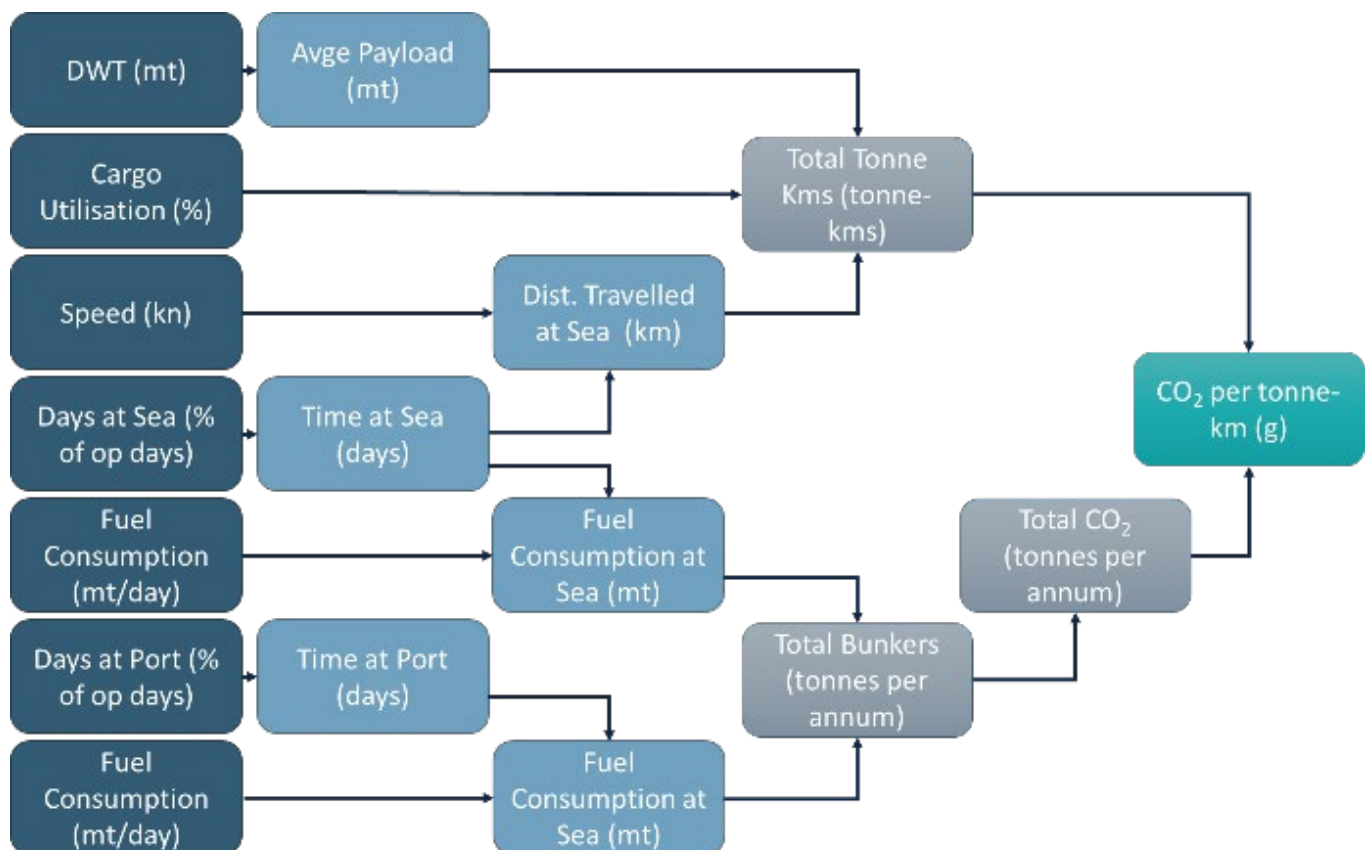 DWT (mt)
Avge Payload
(mt)
Cargo
Utilisation (%)
Total Tonne
Kms (tonne-
kms)
Speed (kn)
Dist. Travelled
at Sea (km)
Days at Sea (%
of op days)
Time at Sea
(days)
CO₂ per tonne-
km (g)
Fuel
Consumption
(mt/day)
Fuel
Consumption at
Sea (mt)
Total CO₂
(tonnes per
annum)
Days at Port (%
of op days)
Time at Port
(days)
Total Bunkers
(tonnes per
annum)
Fuel
Consumption
(mt/day)
Fuel
Consumption at
Sea (mt)